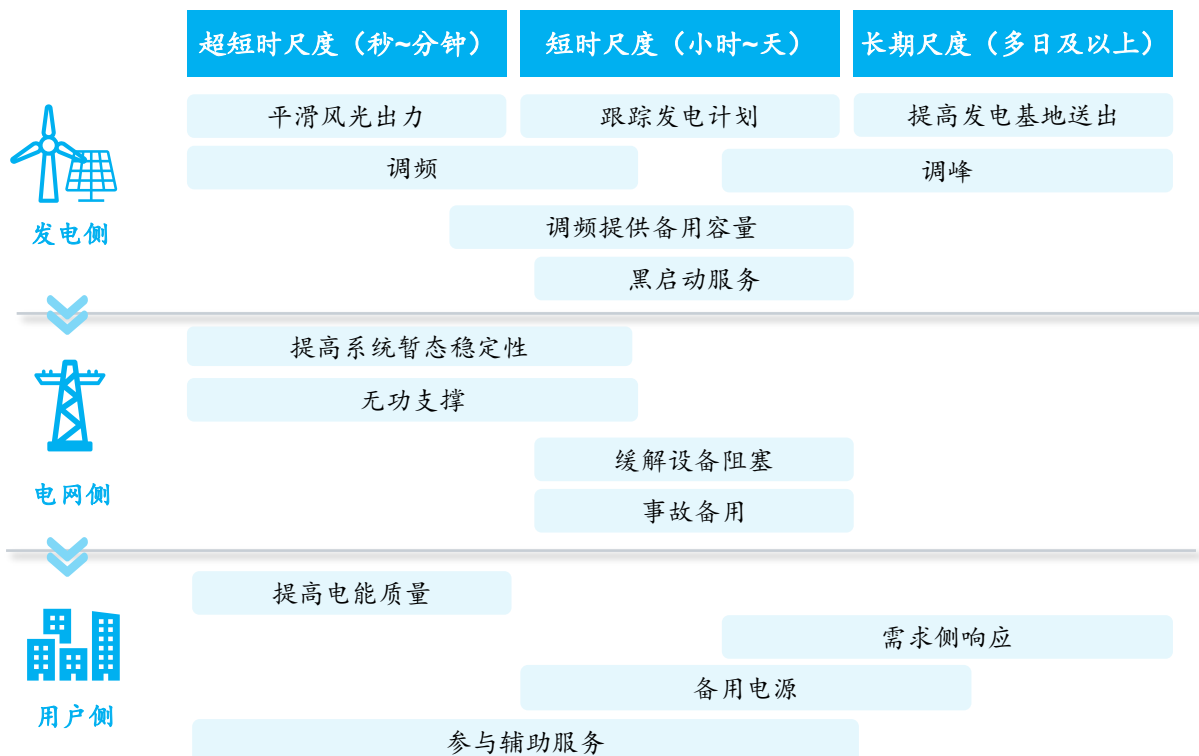 超短时尺度（秒~分钟）
短时尺度（小时~天）
长期尺度（多日及以上）
平滑风光出力
跟踪发电计划
提高发电基地送出
调频
调峰
发电侧
调频提供备用容量
黑启动服务
提高系统暂态稳定性
无功支撑
缓解设备阻塞
电网侧
事故备用
提高电能质量
需求侧响应
备用电源
用户侧
参与辅助服务